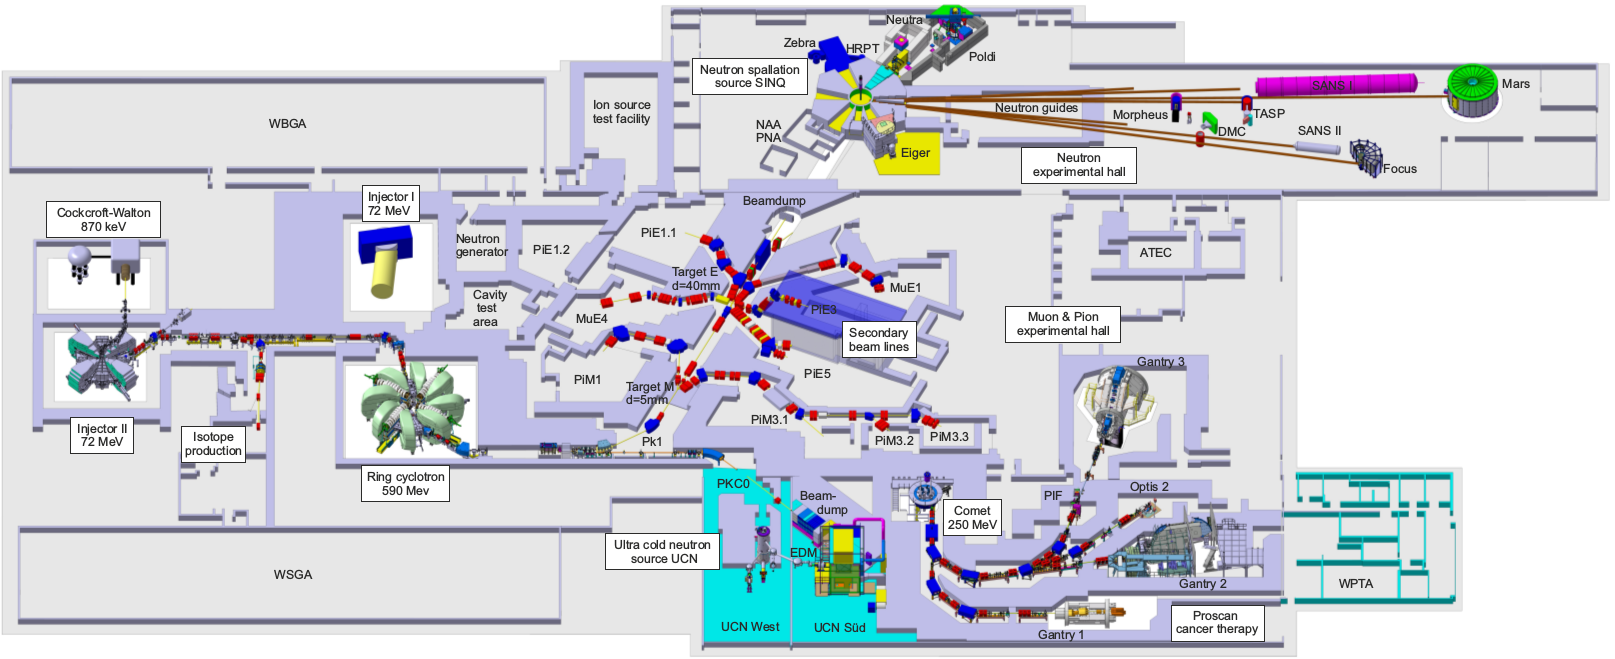 Neutra
Zebra
HRPT
Poldi
Neutron spallation
source SINQ
SANS I
Mars
WBGA
Ion source
test facility
Neutron guides
Morpheus
TASP
NAA
PNA
DMC
SANS II
Eiger
Neutron
experimental hall
Focus
Cockcroft-Walton
870 keV
Injector I
72 MeV
Beamdump
PiE1.1
Neutron
generator
PiE1.2
ATEC
Target E
d=40mm
MuE1
Cavity
test
area
PiE3
MuE4
Secondary
beam lines
Muon & Pion
experimental hall
Gantry 3
PiM1
PiE5
Target M
d=5mm
PiM3.1
Injector II
72 MeV
Isotope
production
Pk1
PiM3.2
PiM3.3
Ring cyclotron
590 Mev
PKC0
Beam-
dump
Comet
250 MeV
PIF
Optis 2
Ultra cold neutron
source UCN
EDM
WSGA
Gantry 2
WPTA
UCN West
UCN Süd
Gantry 1
Proscan
cancer therapy